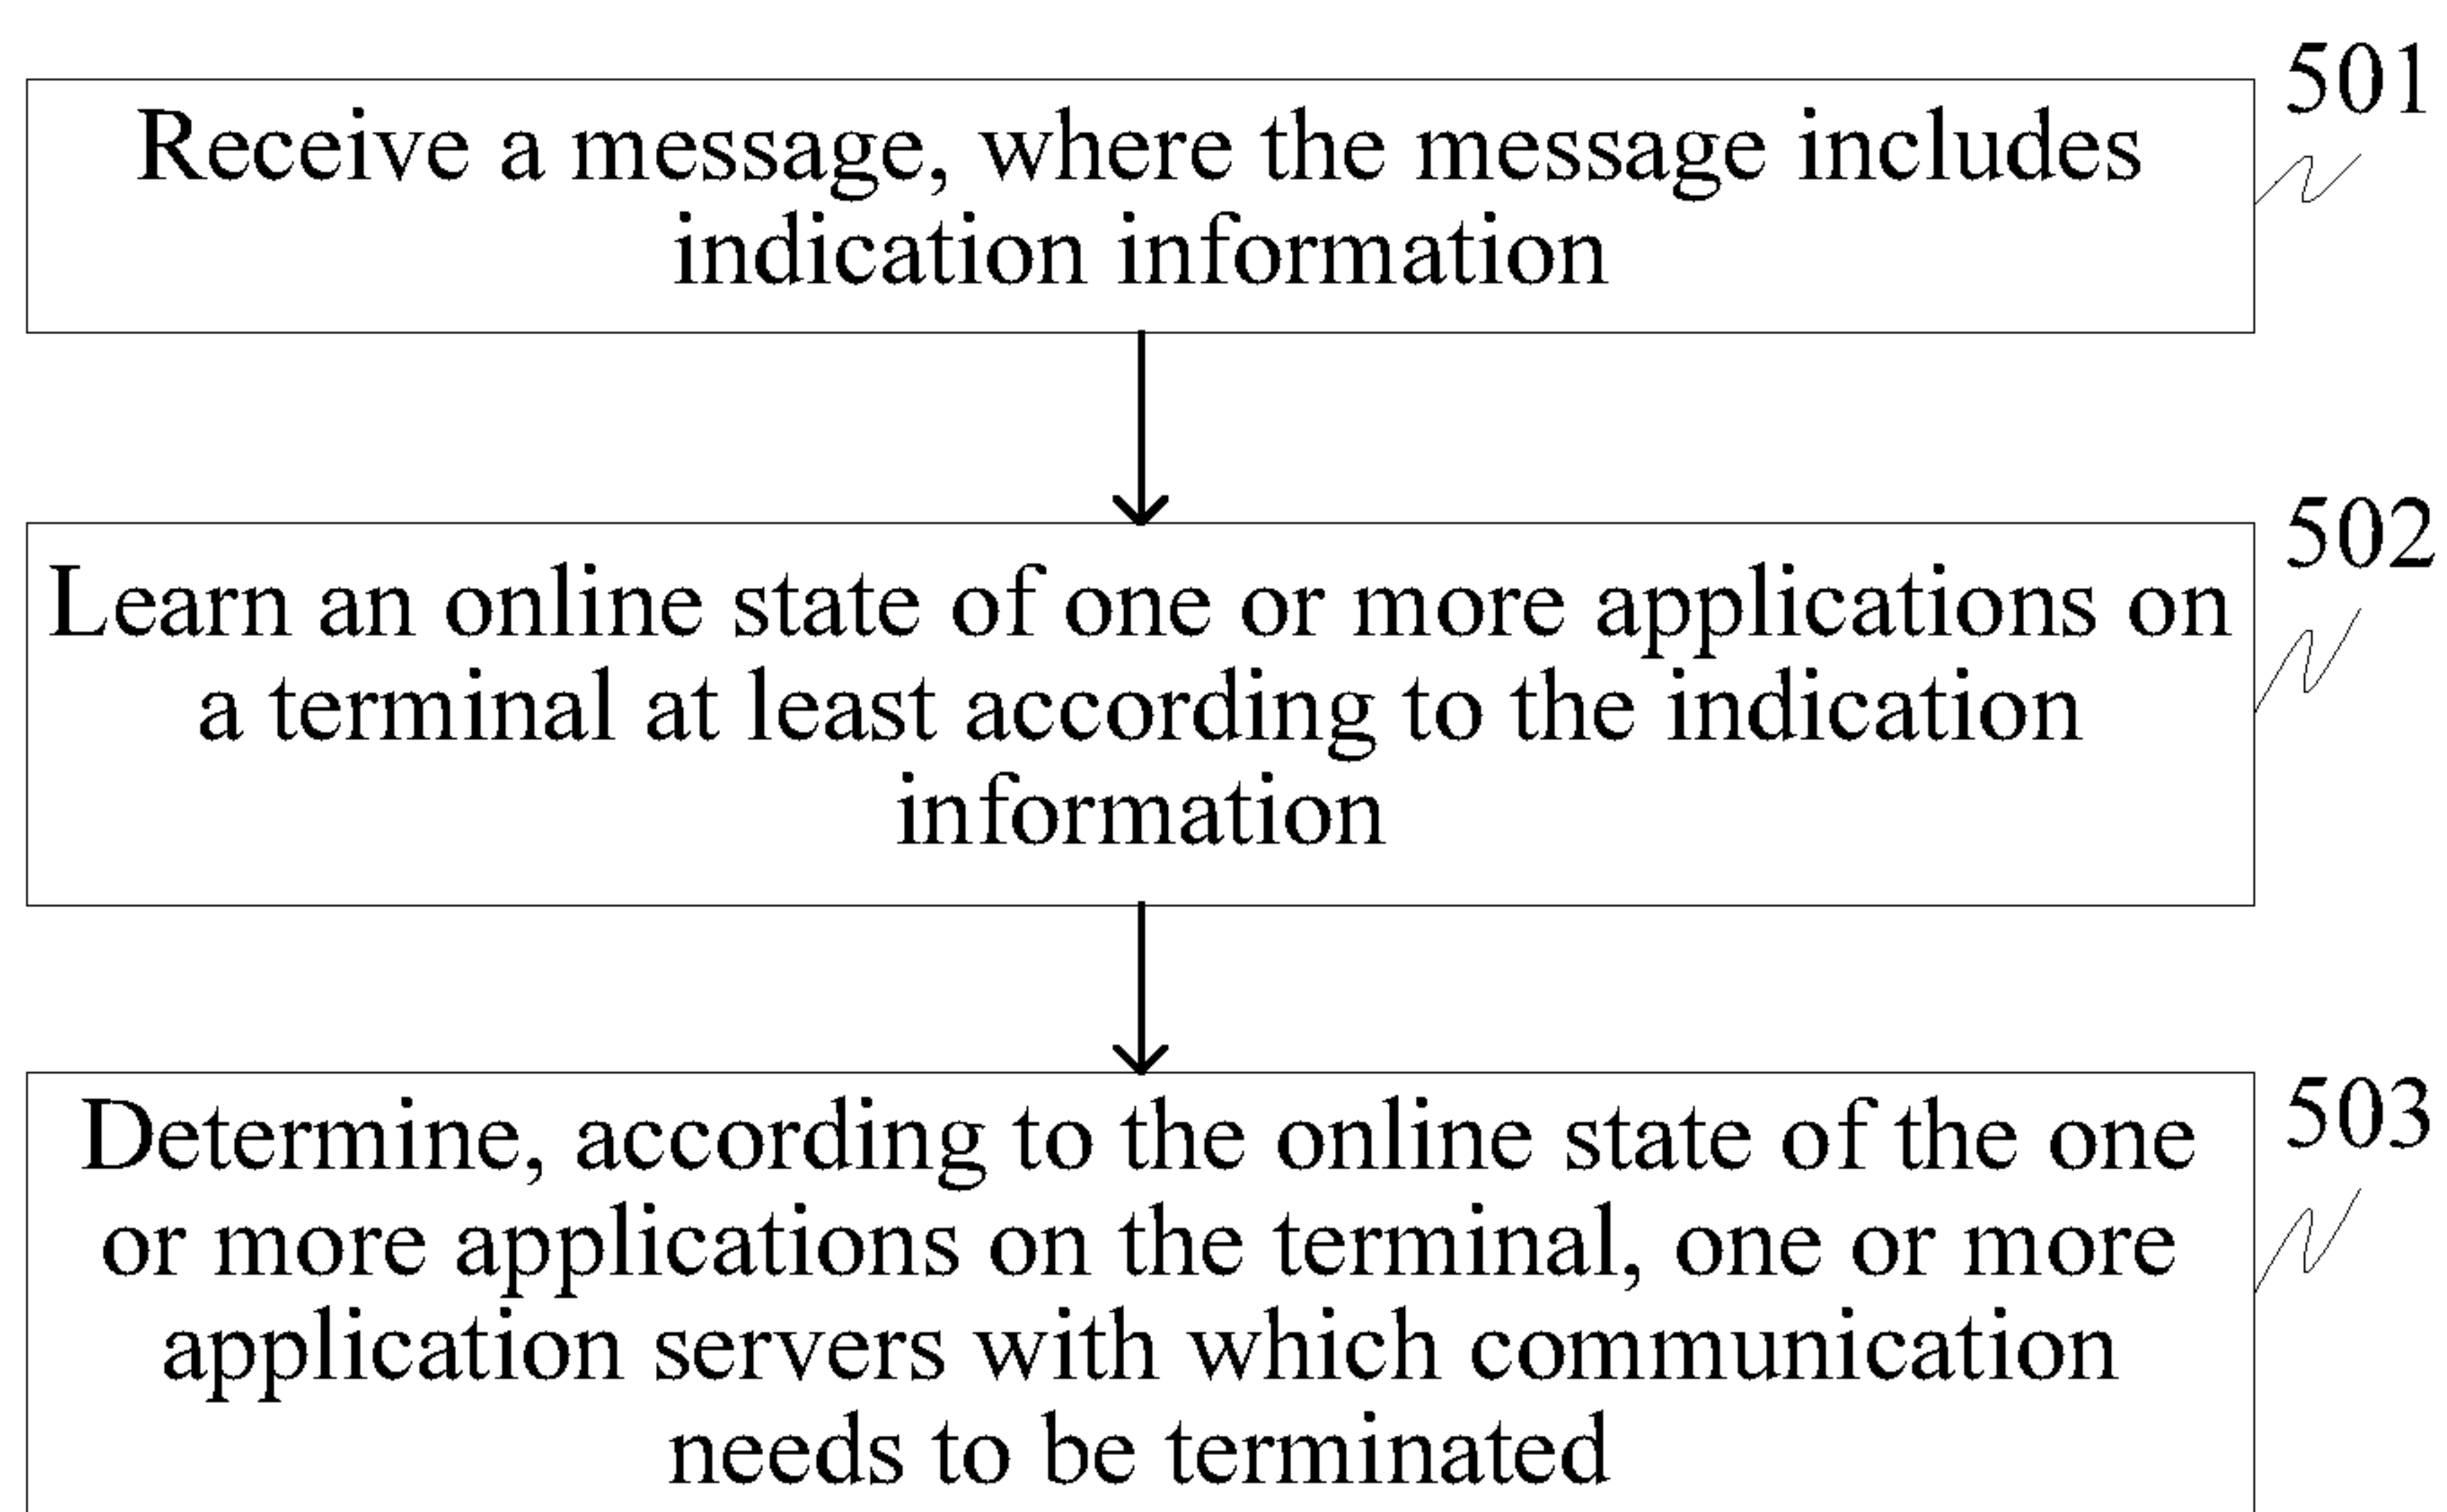 501
Receive a message, where the message includes
indication information
502
Learn an online state of one or more applications on
a terminal at least according to the indication
information
503
Determine, according to the online state of the one
or more applications on the terminal, one or more
application servers with which communication
needs to be terminated